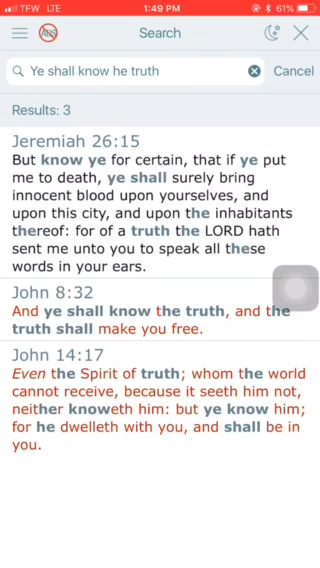 TFW LTE 1:49 PM 61%
ADS Search
Ye shall know he truth Cancel
Results: 3
Jeremiah 26:15
But know ye for certain, that if ye put
me to death, ye shall surely bring
innocent blood upon yourselves, and
upon this city, and upon the inhabitants
thereof: for of a truth the LORD hath
sent me unto you to speak all these
words in your ears.
John 8:32
And ye shall know the truth, and the
truth shall make you free.
John 14:17
Even the Spirit of truth; whom the world
cannot receive, because it seeth him not,
neither knoweth him: but ye know him;
for he dwelleth with you, and shall be in
you.